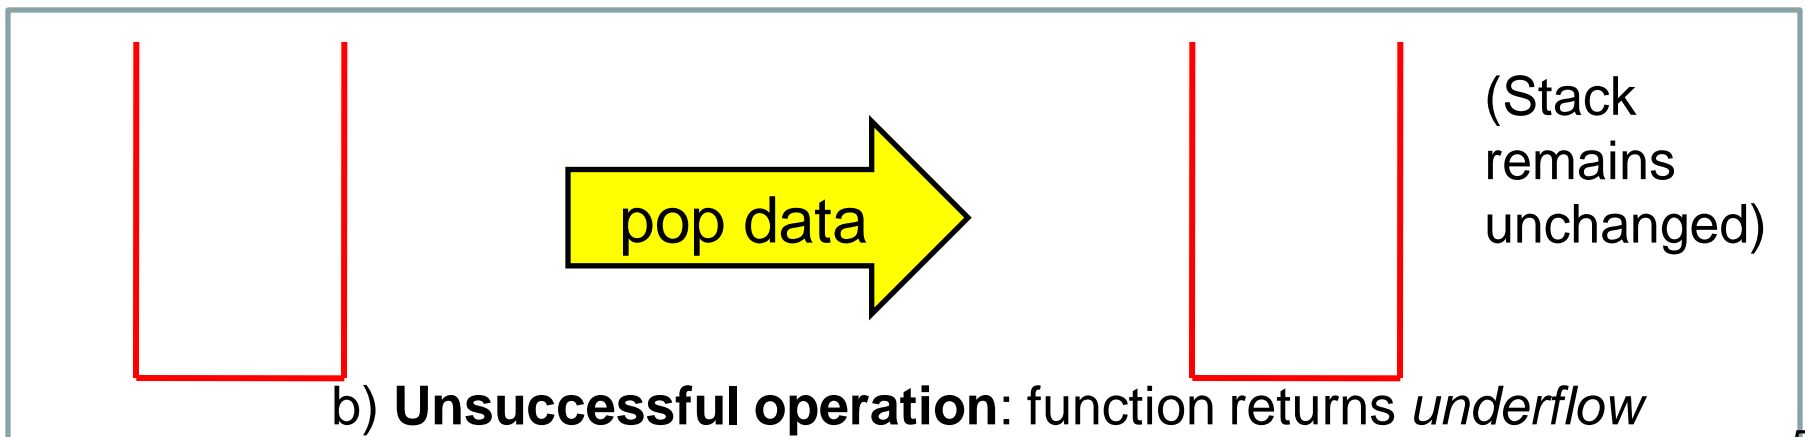 (Stack
remains
unchanged)
pop data
b) Unsuccessful operation: function returns underflow